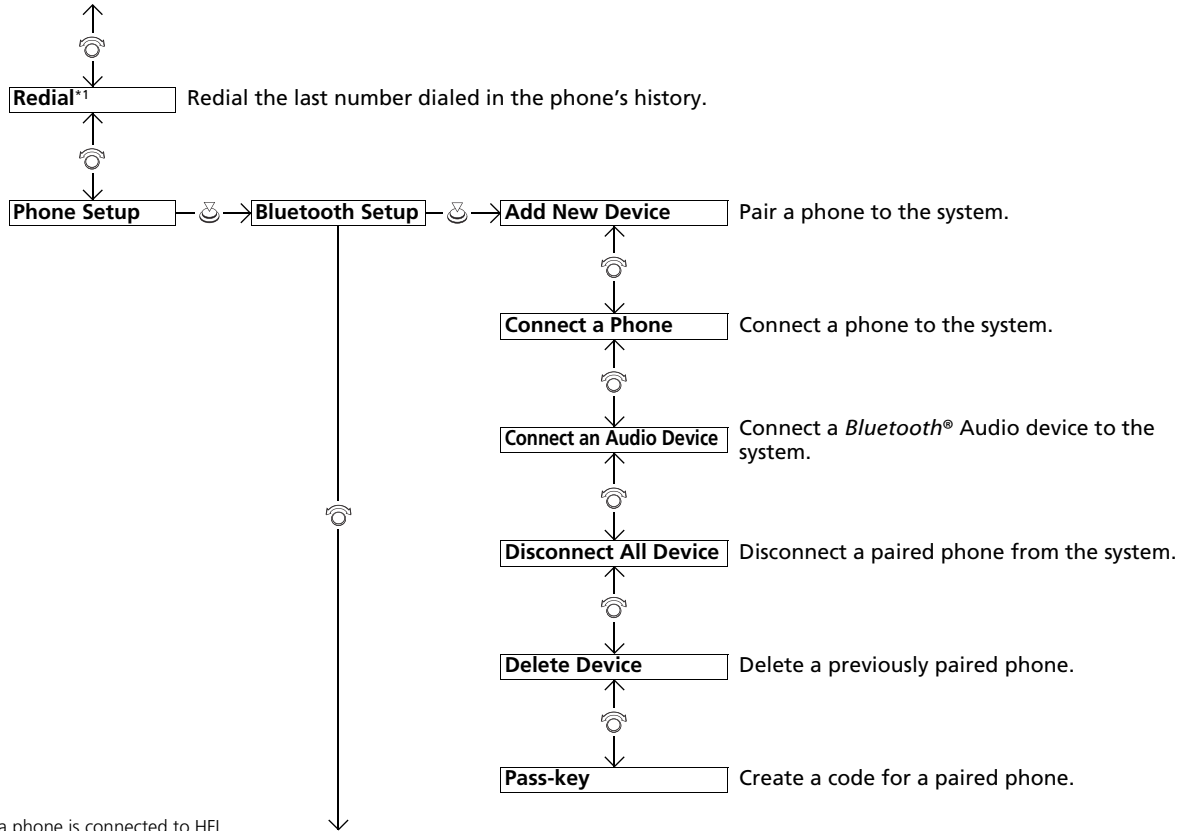 Redial*1 Redial the last number dialed in the phone's history.
Phone Setup Bluetooth Setup Add New Device Pair a phone to the system.
Connect a Phone Connect a phone to the system.
Connect an Audio Device Connect a Bluetooth® Audio device to the
system.
Disconnect All Device Disconnect a paired phone from the system.
Delete Device Delete a previously paired phone.
Pass-key Create a code for a paired phone.
a phone is connected to HFL